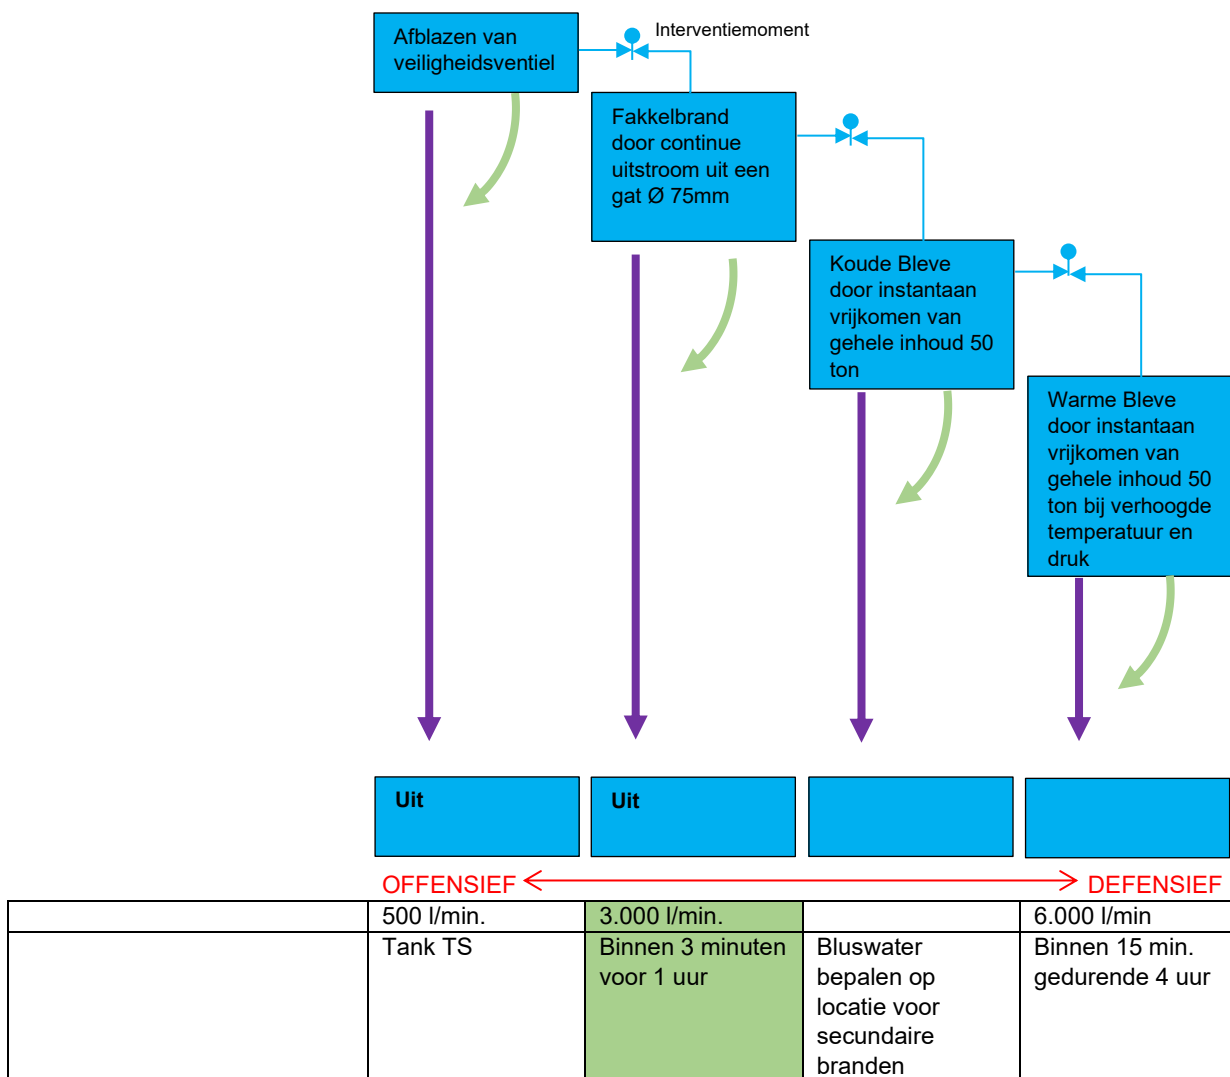 Afblazen van
veiligheidsventiel
Interventiemoment
Fakkelbrand
door continue
uitstroom uit een
gat Ø 75mm
Koude Bleve
door instantaan
vrijkomen van
gehele inhoud 50
ton
Warme Bleve
door instantaan
vrijkomen van
gehele inhoud 50
ton bij verhoogde
temperatuur en
druk
Uit
Uit
OFFENSIEF
DEFENSIEF
500 l/min.
3.000 l/min.
6.000 l/min
Tank TS
Binnen 3 minuten
voor 1 uur
Bluswater
bepalen op
locatie voor
secundaire
branden
Binnen 15 min.
gedurende 4 uur